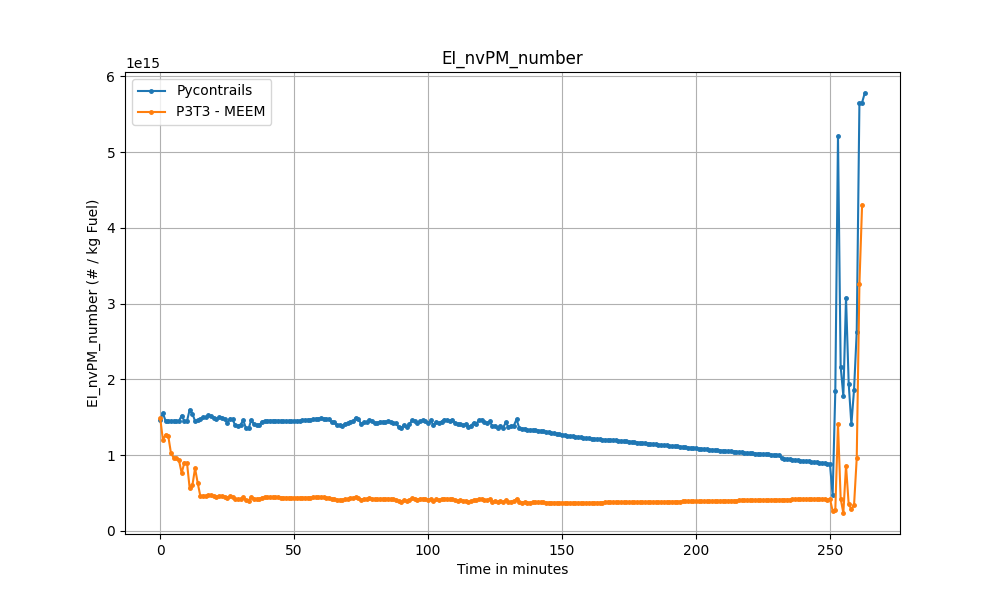 EI_nvPM_number
1e15
Pycontrails
P3T3 - MEEM
EI_nvPM_number (# / kg Fuel)
6
5
4
3
2
1
0
0 50 100 150 200 250
Time in minutes